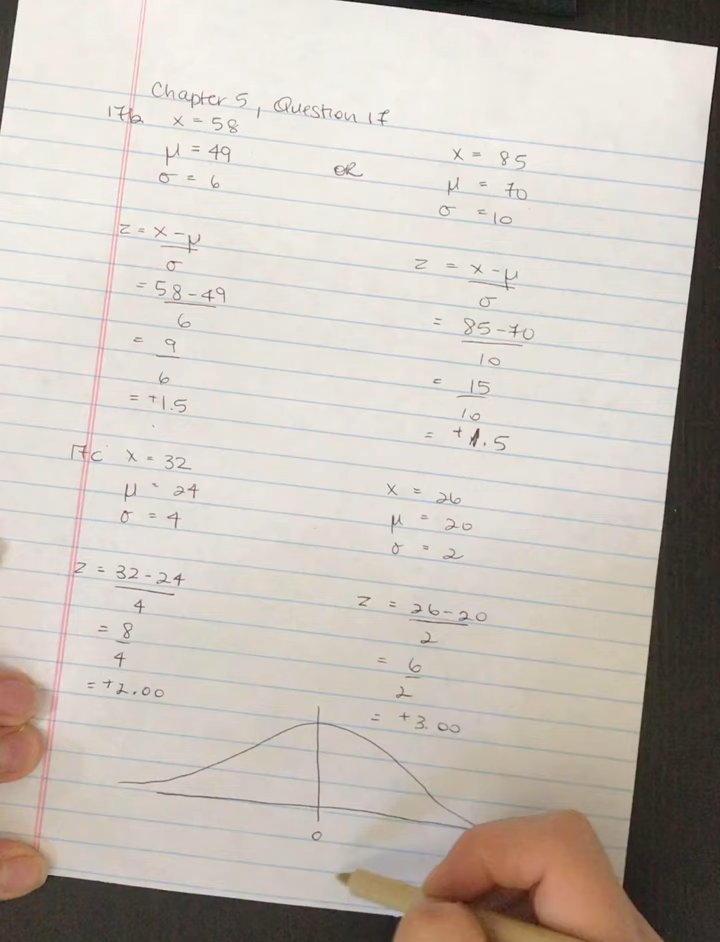 Chapter 5, Question 17
17b x = 58
μ = 49
σ = 6
OR
x = 85
μ = 70
σ = 10
z = x - μ
σ
= 58 - 49
6
= 9
6
= +1.5
z = x - μ
σ
= 85 - 70
10
= 15
10
= +1.5
17c x = 32
μ = 24
σ = 4
x = 26
μ = 20
σ = 2
z = 32 - 24
4
= 8
4
= +2.00
z = 26 - 20
2
= 6
2
= +3.00
0